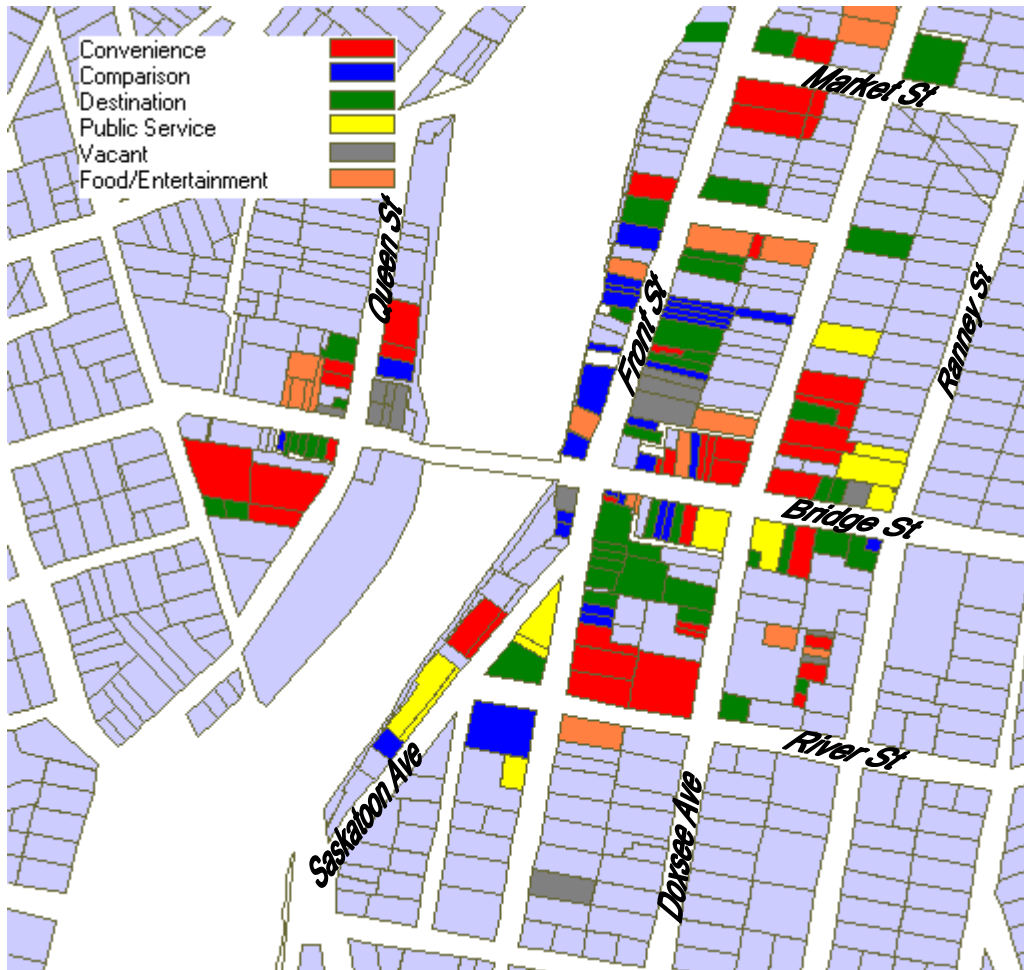 Convenience
Comparison
Destination
Public Service
Vacant
Food/Entertainment
Market St
Queen St
Front St
Ranney St
Bridge St
River St
Saskatoon Ave
Doxsee Ave